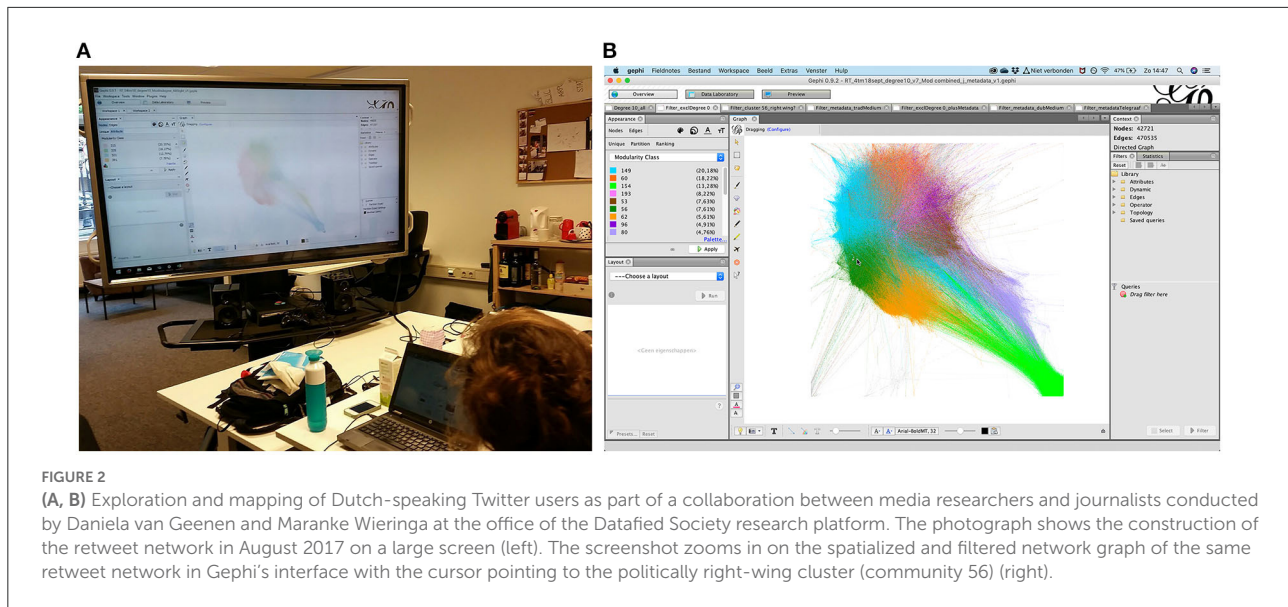 A
B
gephi Fieldnotes Bestand Workspace Beeld Extras Venster Hulp Niet verbonden 47% Zo 14:47
Gephi 0.9.2 - RT_4tm18sept_degree10_v7_Mod combined_j_metadata_v1.gephi
Overview Data Laboratory Preview
Degree 10_all Filter_exclDegree 0 Filter_cluster 56_right wing? Filter_metadata_tradMedium Filter_exclDegree 0_plusMetadata Filter_metadata_dubMedium Filter_metadataTelegraaf
Appearance Graph Context
Nodes Edges Dragging (Configure) Nodes: 42721
Edges: 470535
Unique Partition Ranking Directed Graph
Modularity Class Filters Statistics
Reset
149 (20,18%) Library
60 (18,22%) Attributes
154 (13,28%) Dynamic
193 (8,22%) Edges
53 (7,63%) Operator
56 (7,61%) Topology
62 (5,61%) Saved queries
96 (4,91%)
80 (4,76%)
Palette...
Apply
Layout
---Choose a layout
Queries
Run Drag filter here
<Geen eigenschappen>
Presets... Reset Arial-BoldMT, 32 Select Filter
FIGURE 2
(A, B) Exploration and mapping of Dutch-speaking Twitter users as part of a collaboration between media researchers and journalists conducted
by Daniela van Geenen and Maranke Wieringa at the office of the Datafied Society research platform. The photograph shows the construction of
the retweet network in August 2017 on a large screen (left). The screenshot zooms in on the spatialized and filtered network graph of the same
retweet network in Gephi's interface with the cursor pointing to the politically right-wing cluster (community 56) (right).